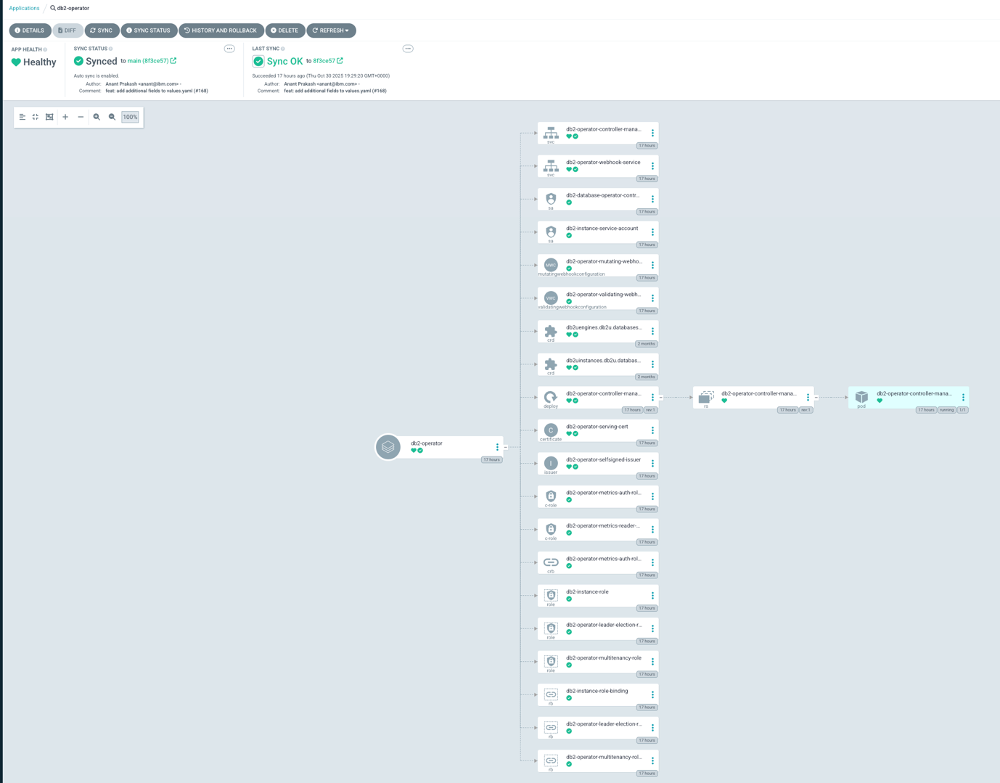 Applications / db2-operator
DETAILS DIFF SYNC SYNC STATUS HISTORY AND ROLLBACK DELETE REFRESH
APP HEALTH
Healthy
SYNC STATUS
Synced to main (8f3ce57)
Auto sync is enabled.
Author: Anant Prakash <anant@ibm.com> -
Comment: feat: add additional fields to values.yaml (#168)
LAST SYNC
Sync OK to 8f3ce57
Succeeded 17 hours ago (Thu Oct 30 2025 19:29:20 GMT+0000)
Author: Anant Prakash <anant@ibm.com> -
Comment: feat: add additional fields to values.yaml (#168)
100%
db2-operator
17 hours
db2-operator-controller-mana...
svc
17 hours
db2-operator-webhook-service
svc
17 hours
db2-database-operator-contr...
sa
17 hours
db2-instance-service-account
sa
17 hours
db2-operator-mutating-webho...
MWC
mutatingwebhookconfiguration
17 hours
db2-operator-validating-webh...
VWC
validatingwebhookconfiguration
17 hours
db2uengines.db2u.databases...
crd
2 months
db2uinstances.db2u.databas...
crd
2 months
db2-operator-controller-mana...
deploy
17 hours rev:1
db2-operator-controller-mana...
rs
17 hours rev:1
db2-operator-controller-mana...
pod
17 hours running 1/1
db2-operator-serving-cert
C
certificate
17 hours
db2-operator-selfsigned-issuer
I
issuer
17 hours
db2-operator-metrics-auth-rol...
c-role
17 hours
db2-operator-metrics-reader-...
c-role
17 hours
db2-operator-metrics-auth-rol...
crb
17 hours
db2-instance-role
role
17 hours
db2-operator-leader-election-r...
role
17 hours
db2-operator-multitenancy-role
role
17 hours
db2-instance-role-binding
rb
17 hours
db2-operator-leader-election-r...
rb
17 hours
db2-operator-multitenancy-rol...
rb
17 hours